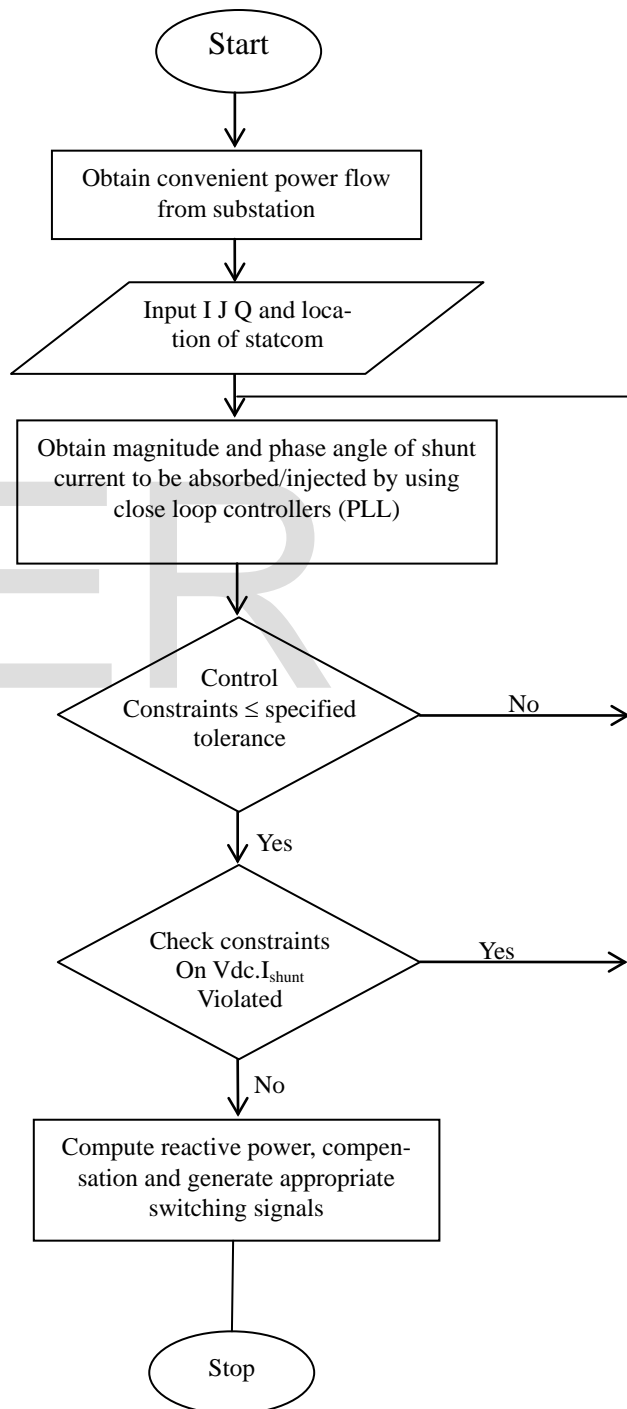 Start
Obtain convenient power flow
from substation
Input I J Q and loca-
tion of statcom
Obtain magnitude and phase angle of shunt
current to be absorbed/injected by using
close loop controllers (PLL)
ER
Control
Constraints ≤ specified
tolerance
No
Yes
Check constraints
On Vdc.Ishunt
Violated
Yes
No
Compute reactive power, compen-
sation and generate appropriate
switching signals
Stop